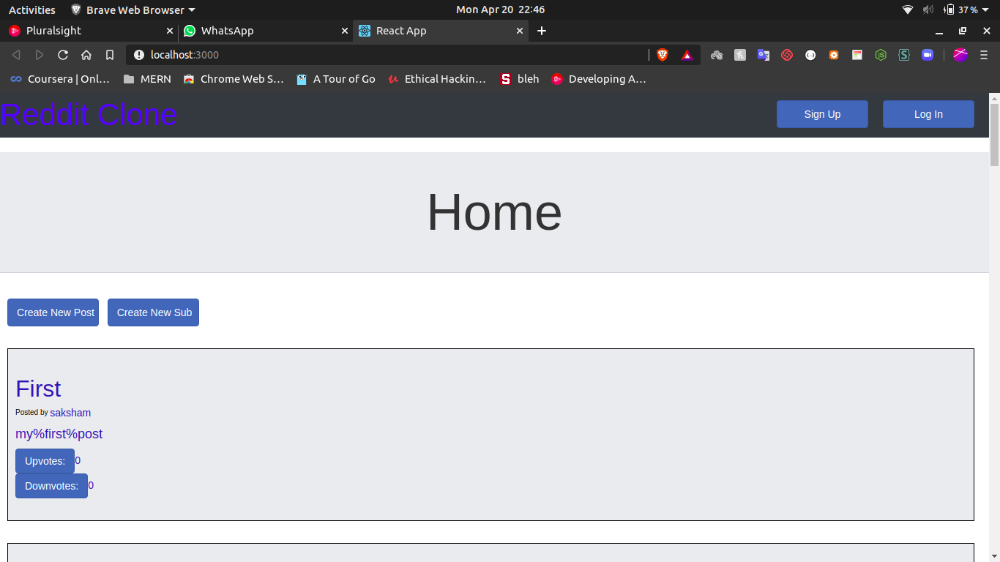 Activities Brave Web Browser Mon Apr 20 22:46 37 %
Pluralsight WhatsApp React App
localhost:3000
Coursera | Onl… MERN Chrome Web S… A Tour of Go Ethical Hackin… bleh Developing A…
Reddit Clone Sign Up Log In
Home
Create New Post Create New Sub
First
Posted by saksham
my%first%post
Upvotes: 0
Downvotes: 0